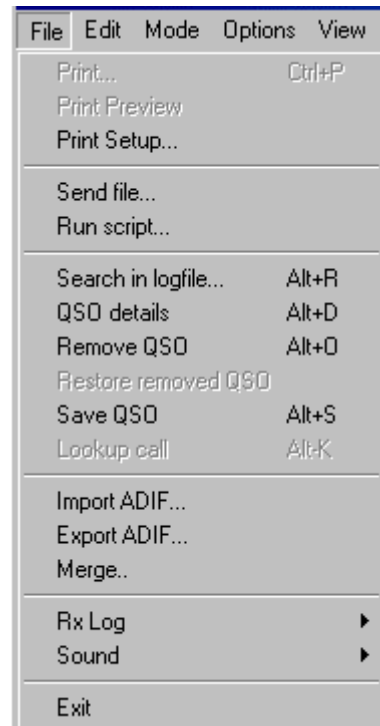 File Edit Mode Options View
Print... Ctrl+P
Print Preview
Print Setup...
Send file...
Run script...
Search in logfile... Alt+R
QSO details Alt+D
Remove QSO Alt+O
Restore removed QSO
Save QSO Alt+S
Lookup call Alt-K
Import ADIF...
Export ADIF...
Merge..
Rx Log
Sound
Exit